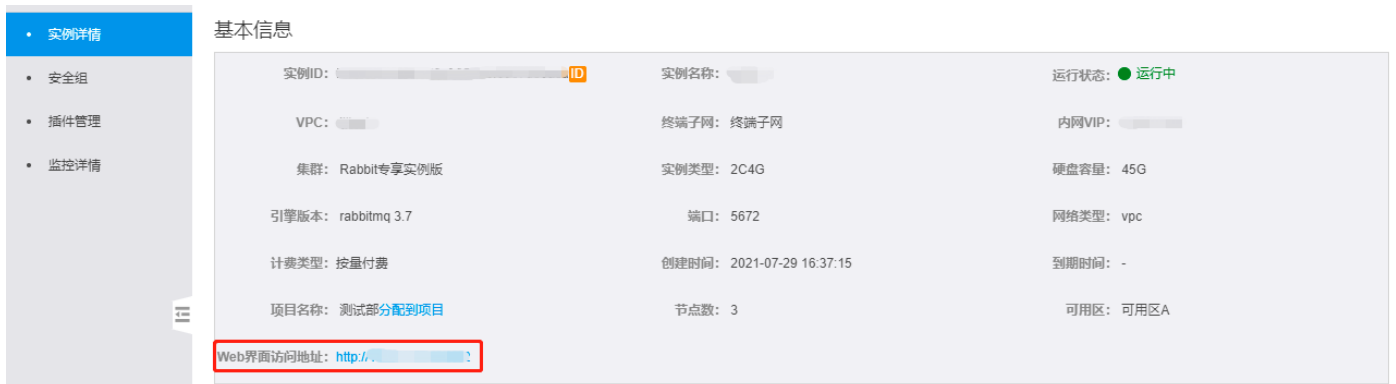 实例详情
安全组
插件管理
监控详情
基本信息
实例ID： ID 实例名称： 运行状态： 运行中
VPC： 终端子网： 终端子网 内网VIP：
集群： Rabbit专享实例版 实例类型： 2C4G 硬盘容量： 45G
引擎版本： rabbitmq 3.7 端口： 5672 网络类型： vpc
计费类型： 按量付费 创建时间： 2021-07-29 16:37:15 到期时间： -
项目名称： 测试部分配到项目 节点数： 3 可用区： 可用区A
Web界面访问地址： http:/